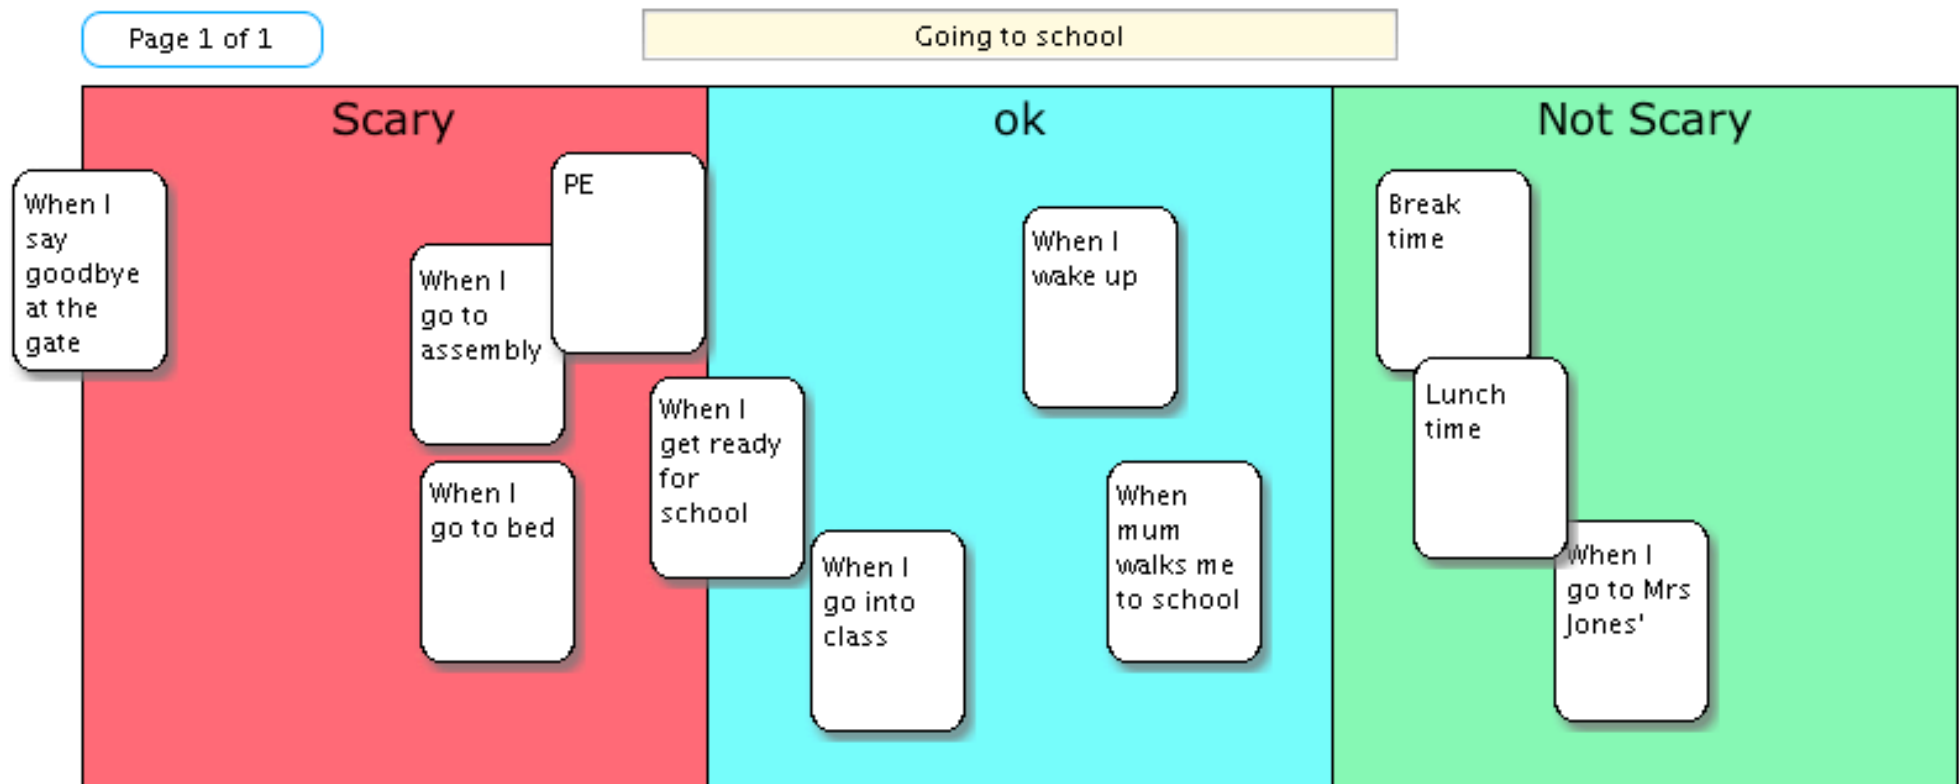 Page 1 of 1
Going to school
Scary
ok
Not Scary
When I
say
goodbye
at the
gate
When I
go to
assembly
PE
When I
go to bed
When I
get ready
for
school
When I
go into
class
When I
wake up
When
mum
walks me
to school
Break
time
Lunch
time
When I
go to Mrs
Jones'